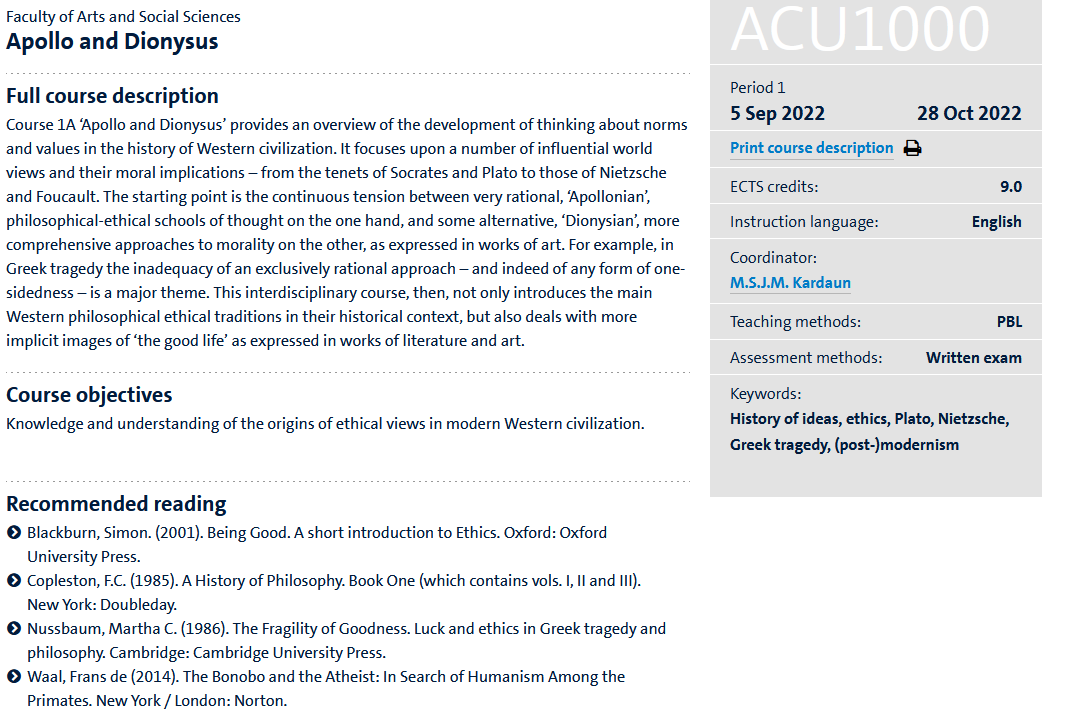 Faculty of Arts and Social Sciences
Apollo and Dionysus
Full course description
Course 1A ‘Apollo and Dionysus’ provides an overview of the development of thinking about norms
and values in the history of Western civilization. It focuses upon a number of influential world
views and their moral implications – from the tenets of Socrates and Plato to those of Nietzsche
and Foucault. The starting point is the continuous tension between very rational, ‘Apollonian’,
philosophical-ethical schools of thought on the one hand, and some alternative, ‘Dionysian’, more
comprehensive approaches to morality on the other, as expressed in works of art. For example, in
Greek tragedy the inadequacy of an exclusively rational approach – and indeed of any form of one-
sidedness – is a major theme. This interdisciplinary course, then, not only introduces the main
Western philosophical ethical traditions in their historical context, but also deals with more
implicit images of ‘the good life’ as expressed in works of literature and art.
Course objectives
Knowledge and understanding of the origins of ethical views in modern Western civilization.
Recommended reading
Blackburn, Simon. (2001). Being Good. A short introduction to Ethics. Oxford: Oxford
University Press.
Copleston, F.C. (1985). A History of Philosophy. Book One (which contains vols. I, II and III).
New York: Doubleday.
Nussbaum, Martha C. (1986). The Fragility of Goodness. Luck and ethics in Greek tragedy and
philosophy. Cambridge: Cambridge University Press.
Waal, Frans de (2014). The Bonobo and the Atheist: In Search of Humanism Among the
Primates. New York / London: Norton.
ACU1000
Period 1
5 Sep 2022 28 Oct 2022
Print course description
ECTS credits: 9.0
Instruction language: English
Coordinator:
M.S.J.M. Kardaun
Teaching methods: PBL
Assessment methods: Written exam
Keywords:
History of ideas, ethics, Plato, Nietzsche,
Greek tragedy, (post-)modernism